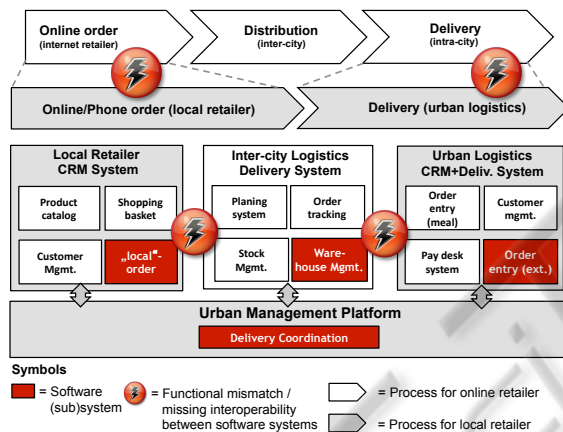 Online order
(internet retailer)
Distribution
(inter-city)
Delivery
(intra-city)
Online/Phone order (local retailer)
Delivery (urban logistics)
Local Retailer
CRM System
Product
catalog
Shopping
basket
Customer
Mgmt.
„local“-
order
Inter-city Logistics
Delivery System
Planing
system
Order
tracking
Stock
Mgmt.
Ware-
house Mgmt.
Urban Logistics
CRM+Deliv. System
Order
entry
(meal)
Customer
mgmt.
Pay desk
system
Order
entry (ext.)
Urban Management Platform
Delivery Coordination
Symbols
= Software
(sub)system
= Functional mismatch /
missing interoperability
between software systems
= Process for online retailer
= Process for local retailer